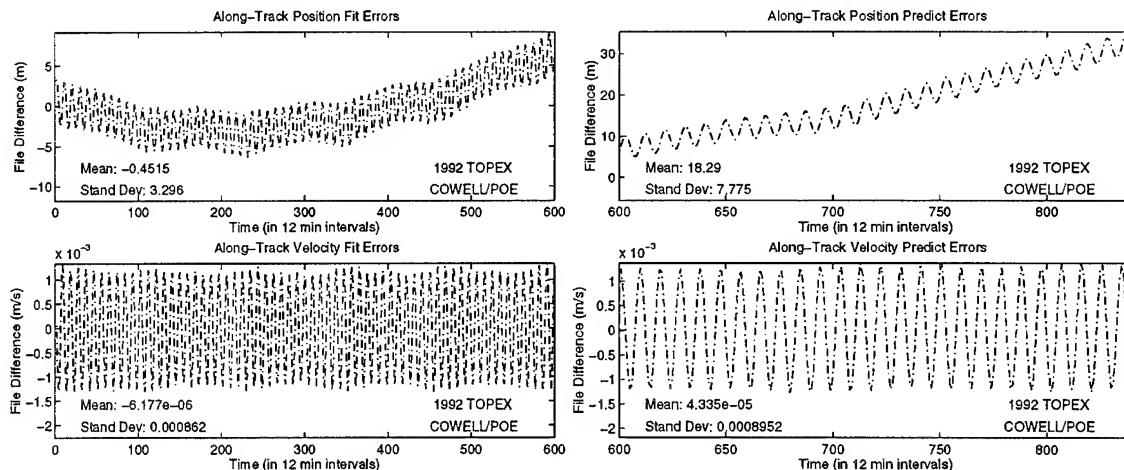 Along–Track Position Fit Errors
File Difference (m)
5
0
−5
−10
Mean: −0.4515
Stand Dev: 3.296
1992 TOPEX
COWELL/POE
0 100 200 300 400 500 600
Time (in 12 min intervals)
Along–Track Position Predict Errors
File Difference (m)
30
20
10
0
Mean: 18.29
Stand Dev: 7.775
1992 TOPEX
COWELL/POE
600 650 700 750 800
Time (in 12 min intervals)
Along–Track Velocity Fit Errors
x 10⁻³
File Difference (m/s)
1
0.5
0
−0.5
−1
−1.5
−2
Mean: −6.177e−06
Stand Dev: 0.000862
1992 TOPEX
COWELL/POE
0 100 200 300 400 500 600
Time (in 12 min intervals)
Along–Track Velocity Predict Errors
x 10⁻³
File Difference (m/s)
1
0.5
0
−0.5
−1
−1.5
−2
Mean: 4.335e−05
Stand Dev: 0.0008952
1992 TOPEX
COWELL/POE
600 650 700 750 800
Time (in 12 min intervals)